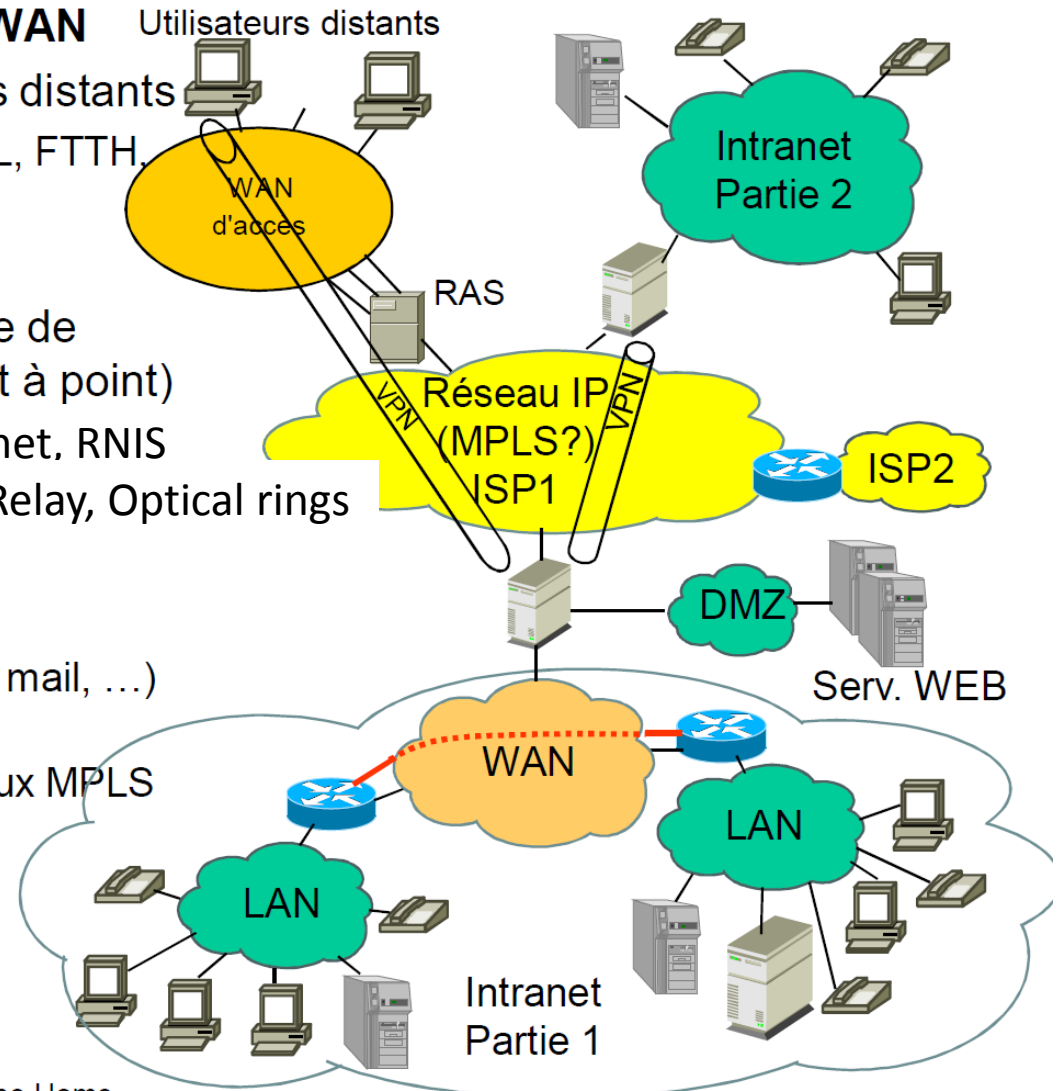 WAN
Utilisateurs distants
s distants
L, FTTH,
WAN
d'accès
Intranet
Partie 2
RAS
e de
t à point)
net, RNIS
Relay, Optical rings
VPN
Réseau IP
(MPLS?)
ISP1
VPN
ISP2
DMZ
mail, …)
Serv. WEB
WAN
ux MPLS
LAN
LAN
Intranet
Partie 1